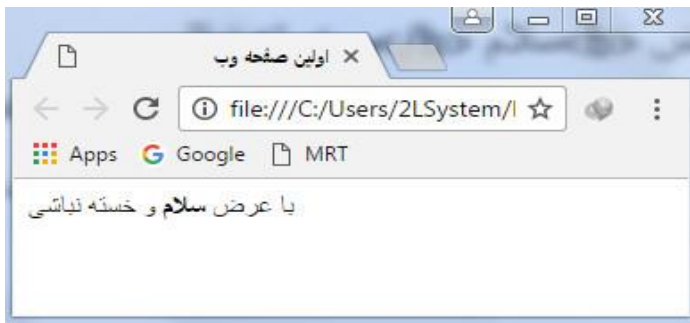 اولین صفحه وب
file:///C:/Users/2LSystem/
Apps Google MRT
با عرض سلام و خسته نباشی